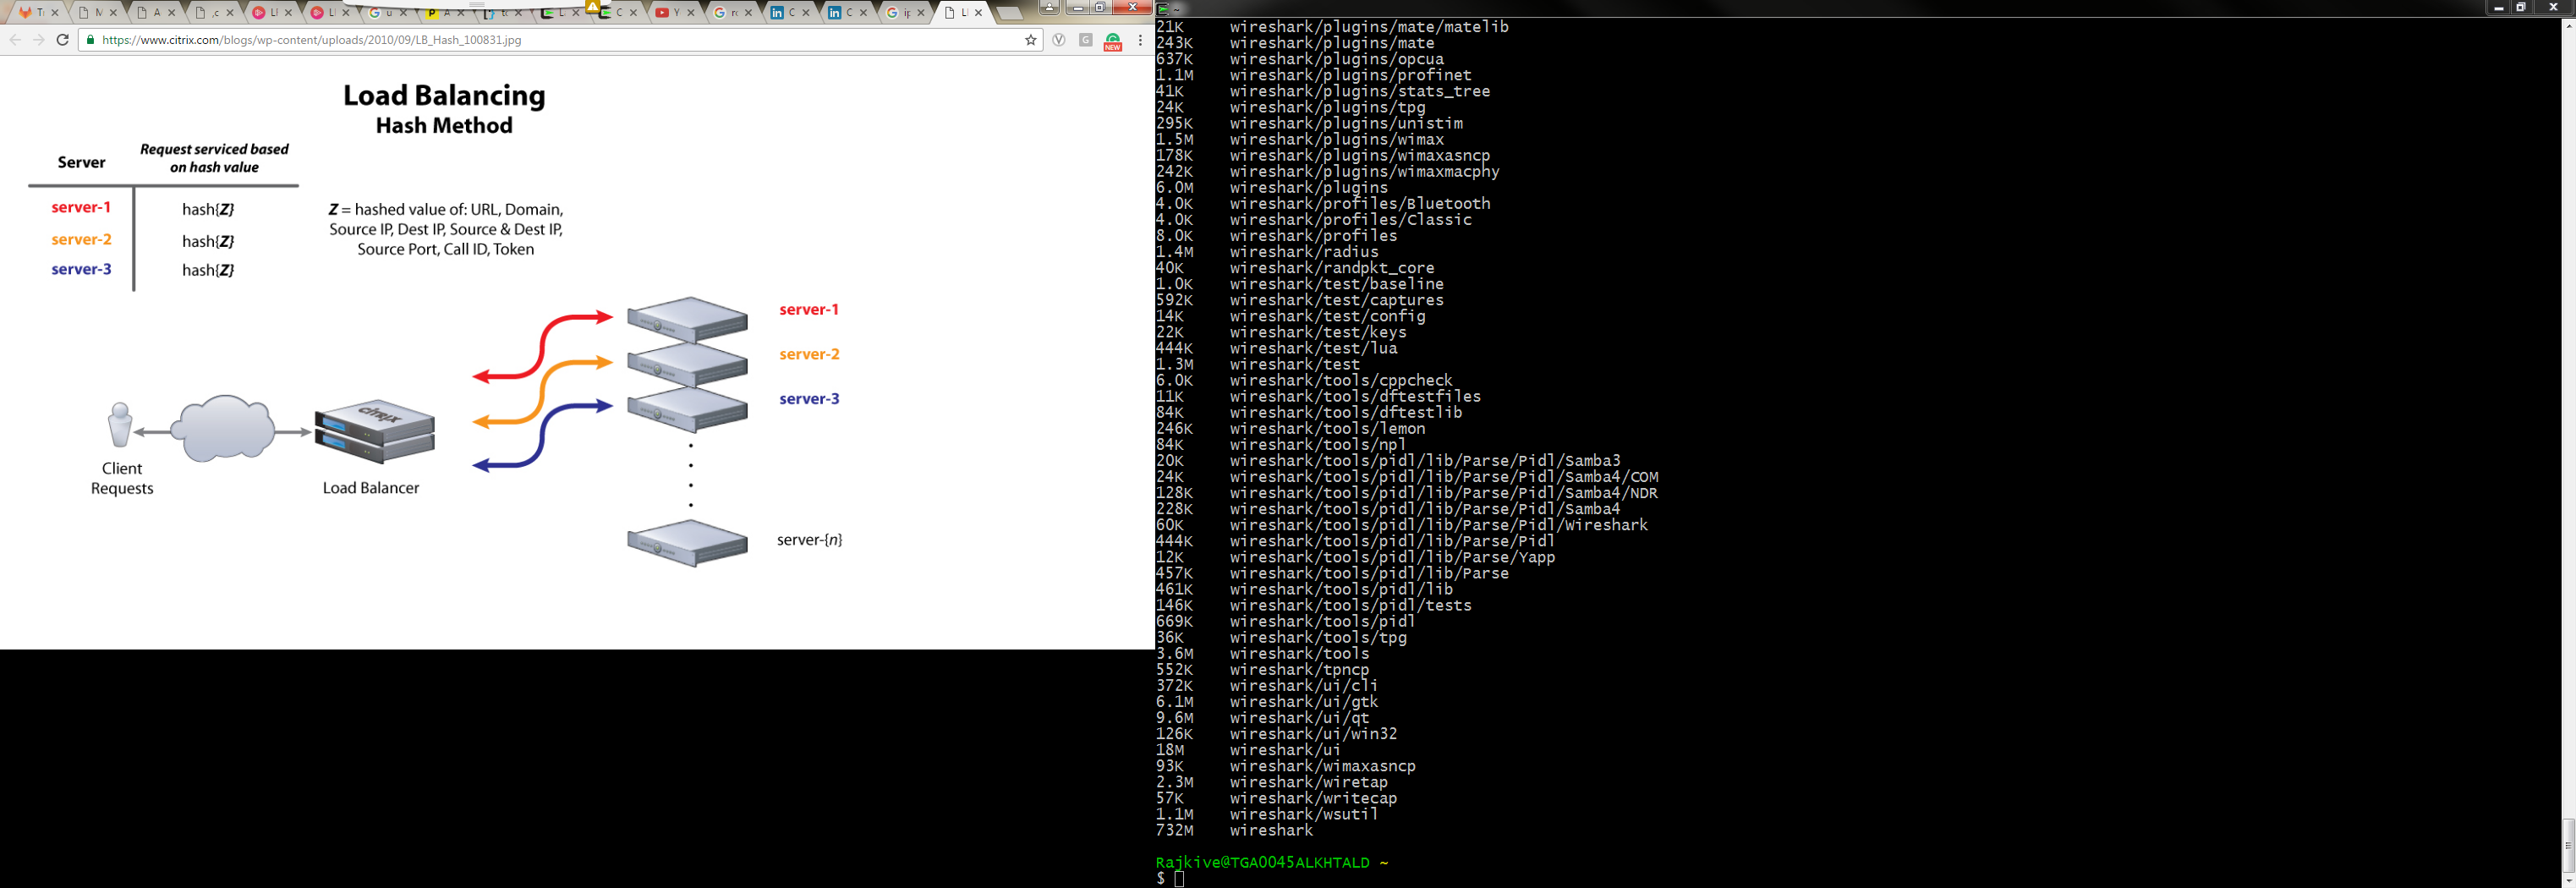 https://www.citrix.com/blogs/wp-content/uploads/2010/09/LB_Hash_100831.jpg
NEW
Load Balancing
Hash Method
Server
Request serviced based
on hash value
server-1 hash{Z}
server-2 hash{Z}
server-3 hash{Z}
Z = hashed value of: URL, Domain,
Source IP, Dest IP, Source & Dest IP,
Source Port, Call ID, Token
server-1
server-2
server-3
CITRIX
Client
Requests
Load Balancer
server-{n}
21K wireshark/plugins/mate/matelib
243K wireshark/plugins/mate
637K wireshark/plugins/opcua
1.1M wireshark/plugins/profinet
41K wireshark/plugins/stats_tree
24K wireshark/plugins/tpg
295K wireshark/plugins/unistim
1.5M wireshark/plugins/wimax
178K wireshark/plugins/wimaxasncp
242K wireshark/plugins/wimaxmacphy
6.0M wireshark/plugins
4.0K wireshark/profiles/Bluetooth
4.0K wireshark/profiles/Classic
8.0K wireshark/profiles
1.4M wireshark/radius
40K wireshark/randpkt_core
1.0K wireshark/test/baseline
592K wireshark/test/captures
14K wireshark/test/config
22K wireshark/test/keys
444K wireshark/test/lua
1.3M wireshark/test
6.0K wireshark/tools/cppcheck
11K wireshark/tools/dftestfiles
84K wireshark/tools/dftestlib
246K wireshark/tools/lemon
84K wireshark/tools/npl
20K wireshark/tools/pidl/lib/Parse/Pidl/Samba3
24K wireshark/tools/pidl/lib/Parse/Pidl/Samba4/COM
128K wireshark/tools/pidl/lib/Parse/Pidl/Samba4/NDR
228K wireshark/tools/pidl/lib/Parse/Pidl/Samba4
60K wireshark/tools/pidl/lib/Parse/Pidl/Wireshark
444K wireshark/tools/pidl/lib/Parse/Pidl
12K wireshark/tools/pidl/lib/Parse/Yapp
457K wireshark/tools/pidl/lib/Parse
461K wireshark/tools/pidl/lib
146K wireshark/tools/pidl/tests
669K wireshark/tools/pidl
36K wireshark/tools/tpg
3.6M wireshark/tools
552K wireshark/tpncp
372K wireshark/ui/cli
6.1M wireshark/ui/gtk
9.6M wireshark/ui/qt
126K wireshark/ui/win32
18M wireshark/ui
93K wireshark/wimaxasncp
2.3M wireshark/wiretap
57K wireshark/writecap
1.1M wireshark/wsutil
732M wireshark
Rajkive@TGA0045ALKHTALD ~
$